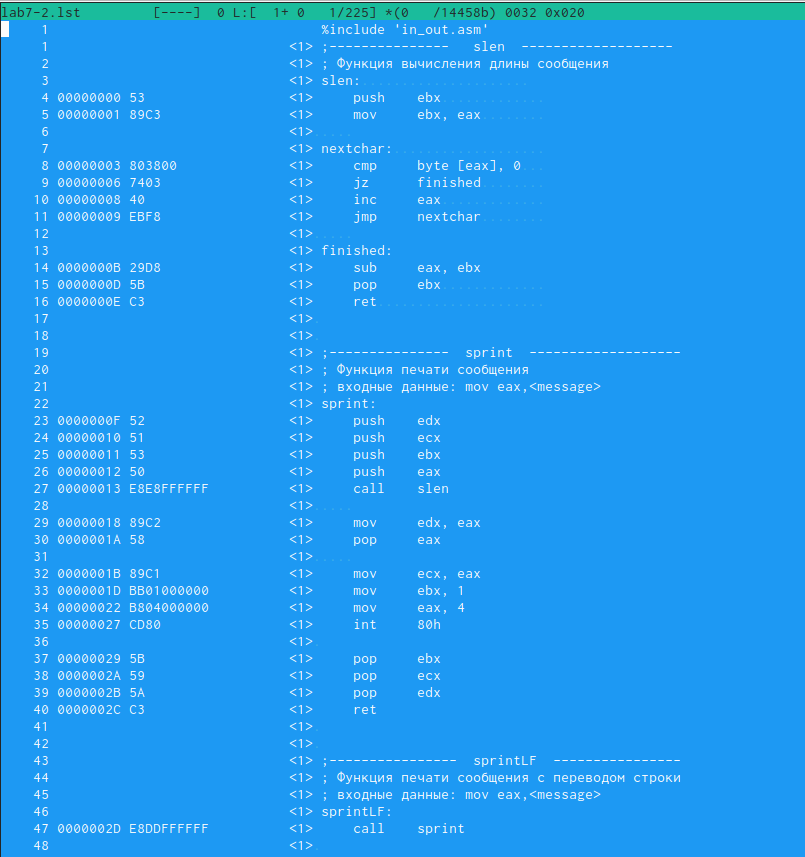 lab7-2.lst [----] 0 L:[ 1+ 0 1/225] *(0 /14458b) 0032 0x020
1 %include 'in_out.asm'
1 <1> ;--------------- slen -------------------
2 <1> ; Функция вычисления длины сообщения
3 <1> slen:
4 00000000 53 <1> push ebx
5 00000001 89C3 <1> mov ebx, eax
6 <1>
7 <1> nextchar:
8 00000003 803800 <1> cmp byte [eax], 0
9 00000006 7403 <1> jz finished
10 00000008 40 <1> inc eax
11 00000009 EBF8 <1> jmp nextchar
12 <1>
13 <1> finished:
14 0000000B 29D8 <1> sub eax, ebx
15 0000000D 5B <1> pop ebx
16 0000000E C3 <1> ret
17 <1>
18 <1>
19 <1> ;--------------- sprint -------------------
20 <1> ; Функция печати сообщения
21 <1> ; входные данные: mov eax,<message>
22 <1> sprint:
23 0000000F 52 <1> push edx
24 00000010 51 <1> push ecx
25 00000011 53 <1> push ebx
26 00000012 50 <1> push eax
27 00000013 E8E8FFFFFF <1> call slen
28 <1>
29 00000018 89C2 <1> mov edx, eax
30 0000001A 58 <1> pop eax
31 <1>
32 0000001B 89C1 <1> mov ecx, eax
33 0000001D BB01000000 <1> mov ebx, 1
34 00000022 B804000000 <1> mov eax, 4
35 00000027 CD80 <1> int 80h
36 <1>
37 00000029 5B <1> pop ebx
38 0000002A 59 <1> pop ecx
39 0000002B 5A <1> pop edx
40 0000002C C3 <1> ret
41 <1>
42 <1>
43 <1> ;---------------- sprintLF ----------------
44 <1> ; Функция печати сообщения с переводом строки
45 <1> ; входные данные: mov eax,<message>
46 <1> sprintLF:
47 0000002D E8DDFFFFFF <1> call sprint
48 <1>